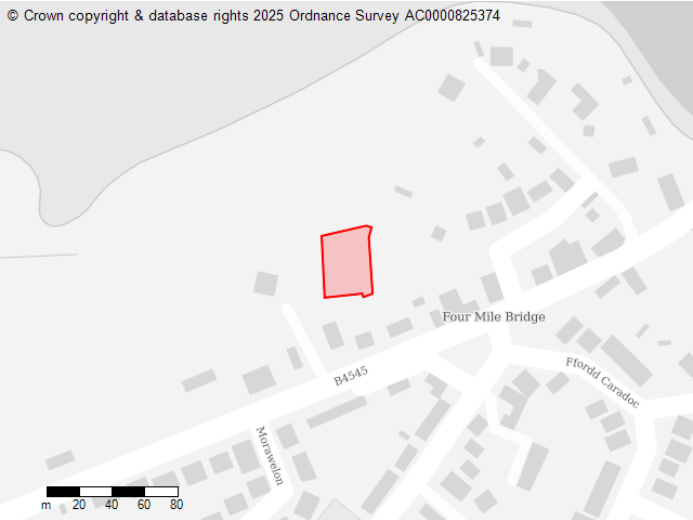 © Crown copyright & database rights 2025 Ordnance Survey AC0000825374
Four Mile Bridge
Ffordd Caradoc
B4545
Morawelon
m 20 40 60 80